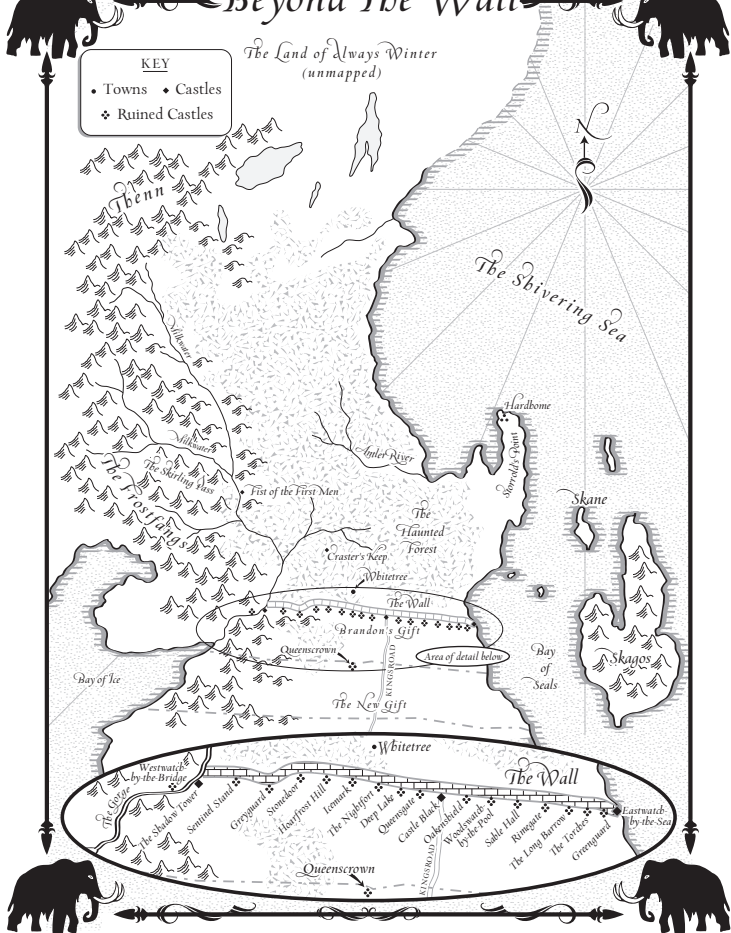 Beyond The Wall
The Land of Always Winter
(unmapped)
KEY
Towns
Castles
Ruined Castles
N
Thenn
The Shivering Sea
Milkwater
Hardhome
Storrold's Point
Antler River
Milkwater
The Skirling Pass
The Frostfangs
Fist of the First Men
Skane
The
Haunted
Forest
Craster's Keep
Whitetree
The Wall
Brandon's Gift
Queenscrown
Area of detail below
KINGSROAD
Bay
of
Seals
Skagos
Bay of Ice
The New Gift
Whitetree
The Wall
Westwatch-
by-the-Bridge
The Gorge
The Shadow Tower
Sentinel Stand
Greyguard
Stonedoor
Hoarfrost Hill
Icemark
The Nightfort
Deep Lake
Queensgate
Castle Black
Oakenshield
Woodswatch-
by-the-Pool
Sable Hall
Rimegate
The Long Barrow
The Torches
Greenguard
Eastwatch-
by-the-Sea
Queenscrown
KINGSROAD